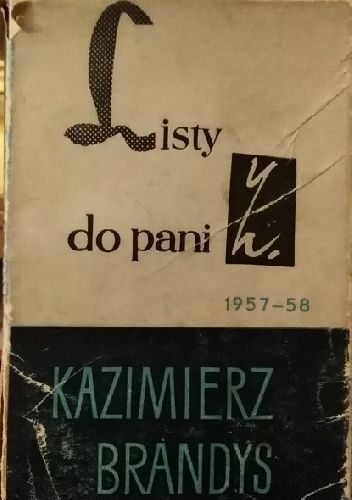 Listy
do pani Z.
1957-58
KAZIMIERZ
BRANDYS